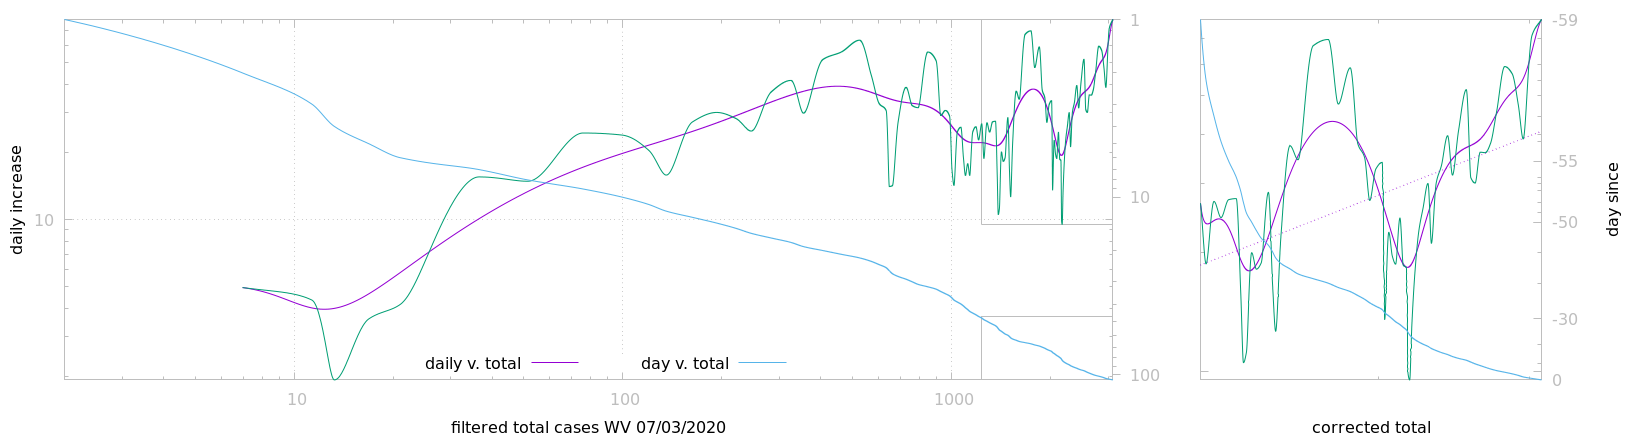 daily increase
10
daily v. total
day v. total
10
100
1000
filtered total cases WV 07/03/2020
1
10
100
-59
-55
-50
-30
0
day since
corrected total